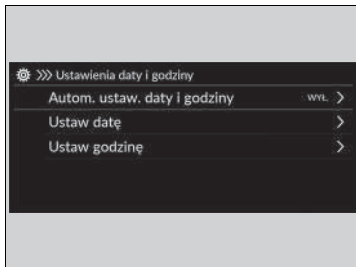 >>> Ustawienia daty i godziny
Autom. ustaw. daty i godziny WYŁ. >
Ustaw datę >
Ustaw godzinę >